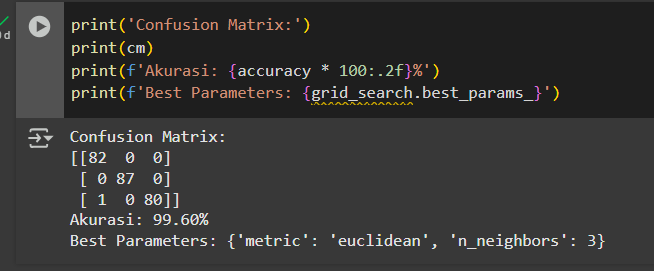 print('Confusion Matrix:')
print(cm)
print(f'Akurasi: {accuracy * 100:.2f}%')
print(f'Best Parameters: {grid_search.best_params_}')
0d
Confusion Matrix:
[[82  0  0]
 [ 0 87  0]
 [ 1  0 80]]
Akurasi: 99.60%
Best Parameters: {'metric': 'euclidean', 'n_neighbors': 3}